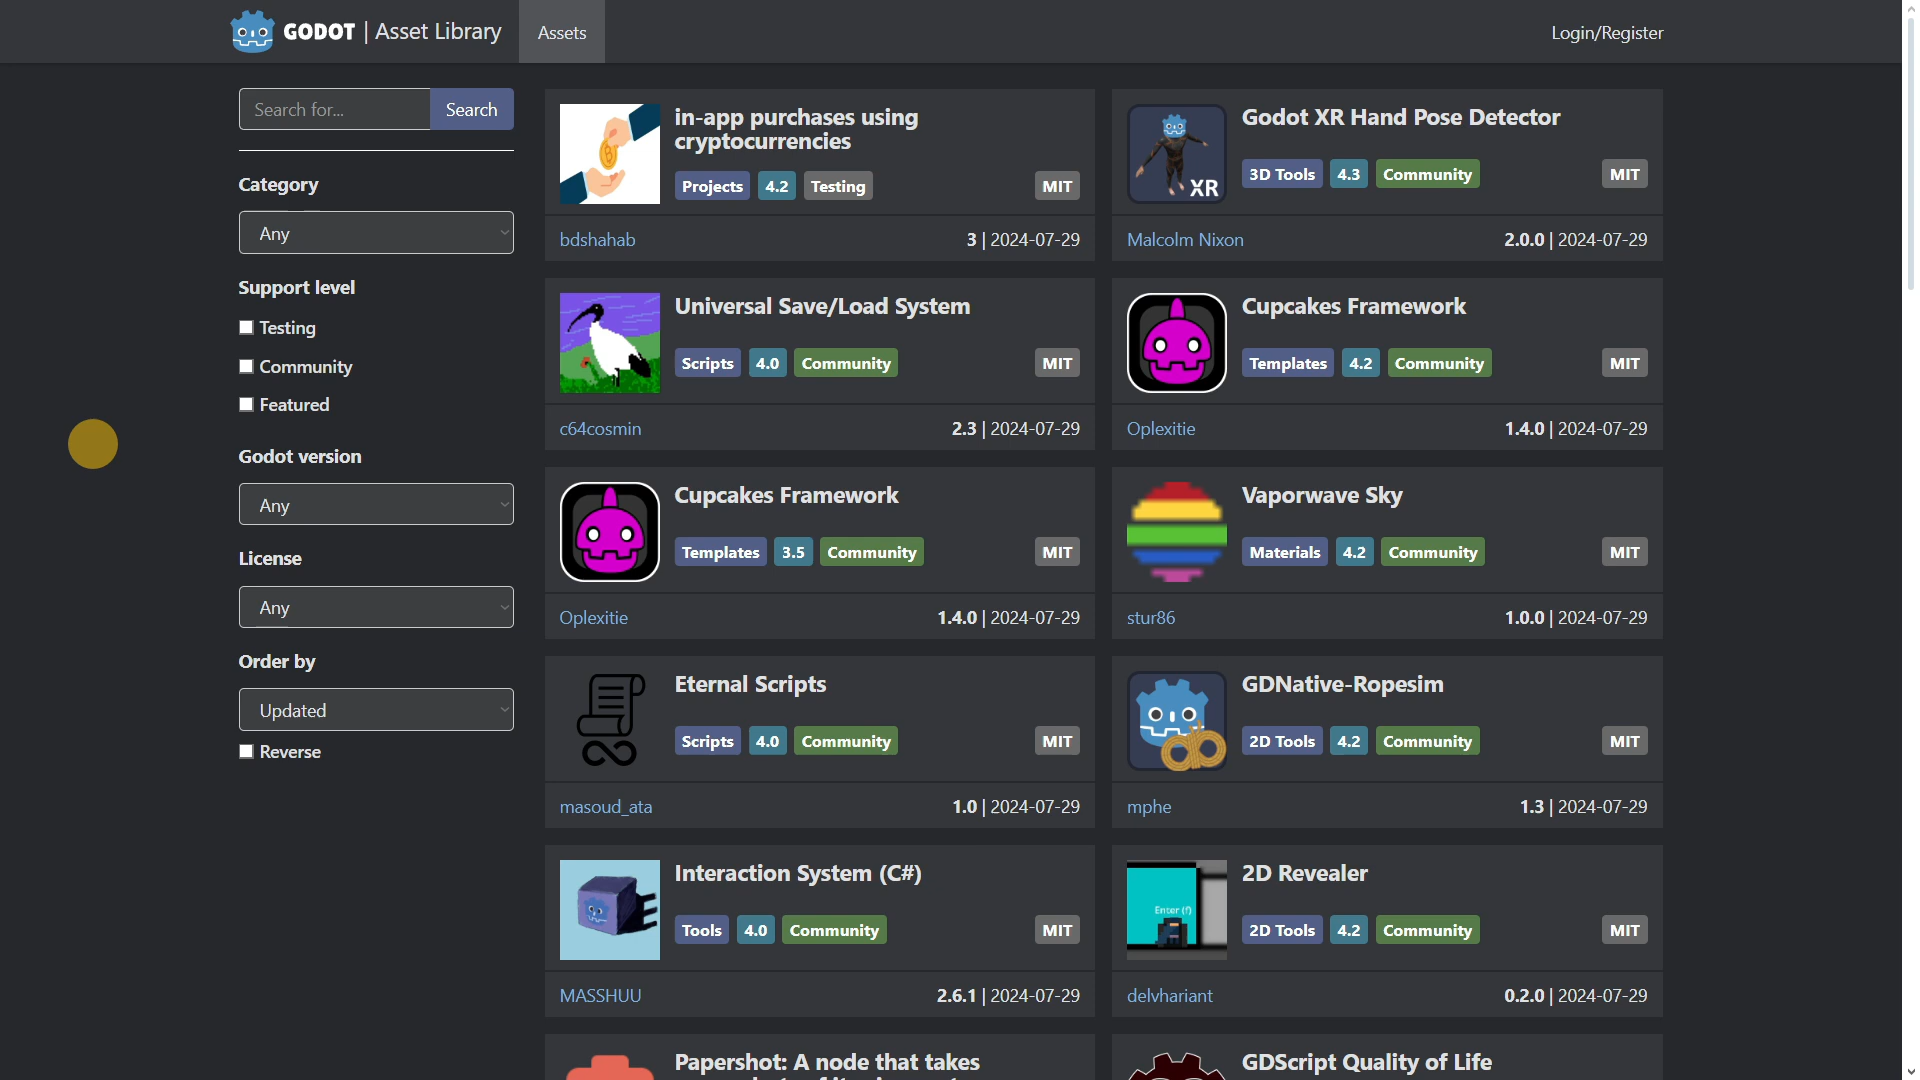 GODOT | Asset Library
Assets
Login/Register
Search for...
Search
Category
Any
Support level
Testing
Community
Featured
Godot version
Any
License
Any
Order by
Updated
Reverse
in-app purchases using
cryptocurrencies
Projects 4.2 Testing MIT
bdshahab 3 | 2024-07-29
XR
Godot XR Hand Pose Detector
3D Tools 4.3 Community MIT
Malcolm Nixon 2.0.0 | 2024-07-29
Universal Save/Load System
Scripts 4.0 Community MIT
c64cosmin 2.3 | 2024-07-29
Cupcakes Framework
Templates 4.2 Community MIT
Oplexitie 1.4.0 | 2024-07-29
Cupcakes Framework
Templates 3.5 Community MIT
Oplexitie 1.4.0 | 2024-07-29
Vaporwave Sky
Materials 4.2 Community MIT
stur86 1.0.0 | 2024-07-29
Eternal Scripts
Scripts 4.0 Community MIT
masoud_ata 1.0 | 2024-07-29
GDNative-Ropesim
2D Tools 4.2 Community MIT
mphe 1.3 | 2024-07-29
Interaction System (C#)
Tools 4.0 Community MIT
MASSHUU 2.6.1 | 2024-07-29
Enter (f)
2D Revealer
2D Tools 4.2 Community MIT
delvhariant 0.2.0 | 2024-07-29
Papershot: A node that takes
GDScript Quality of Life